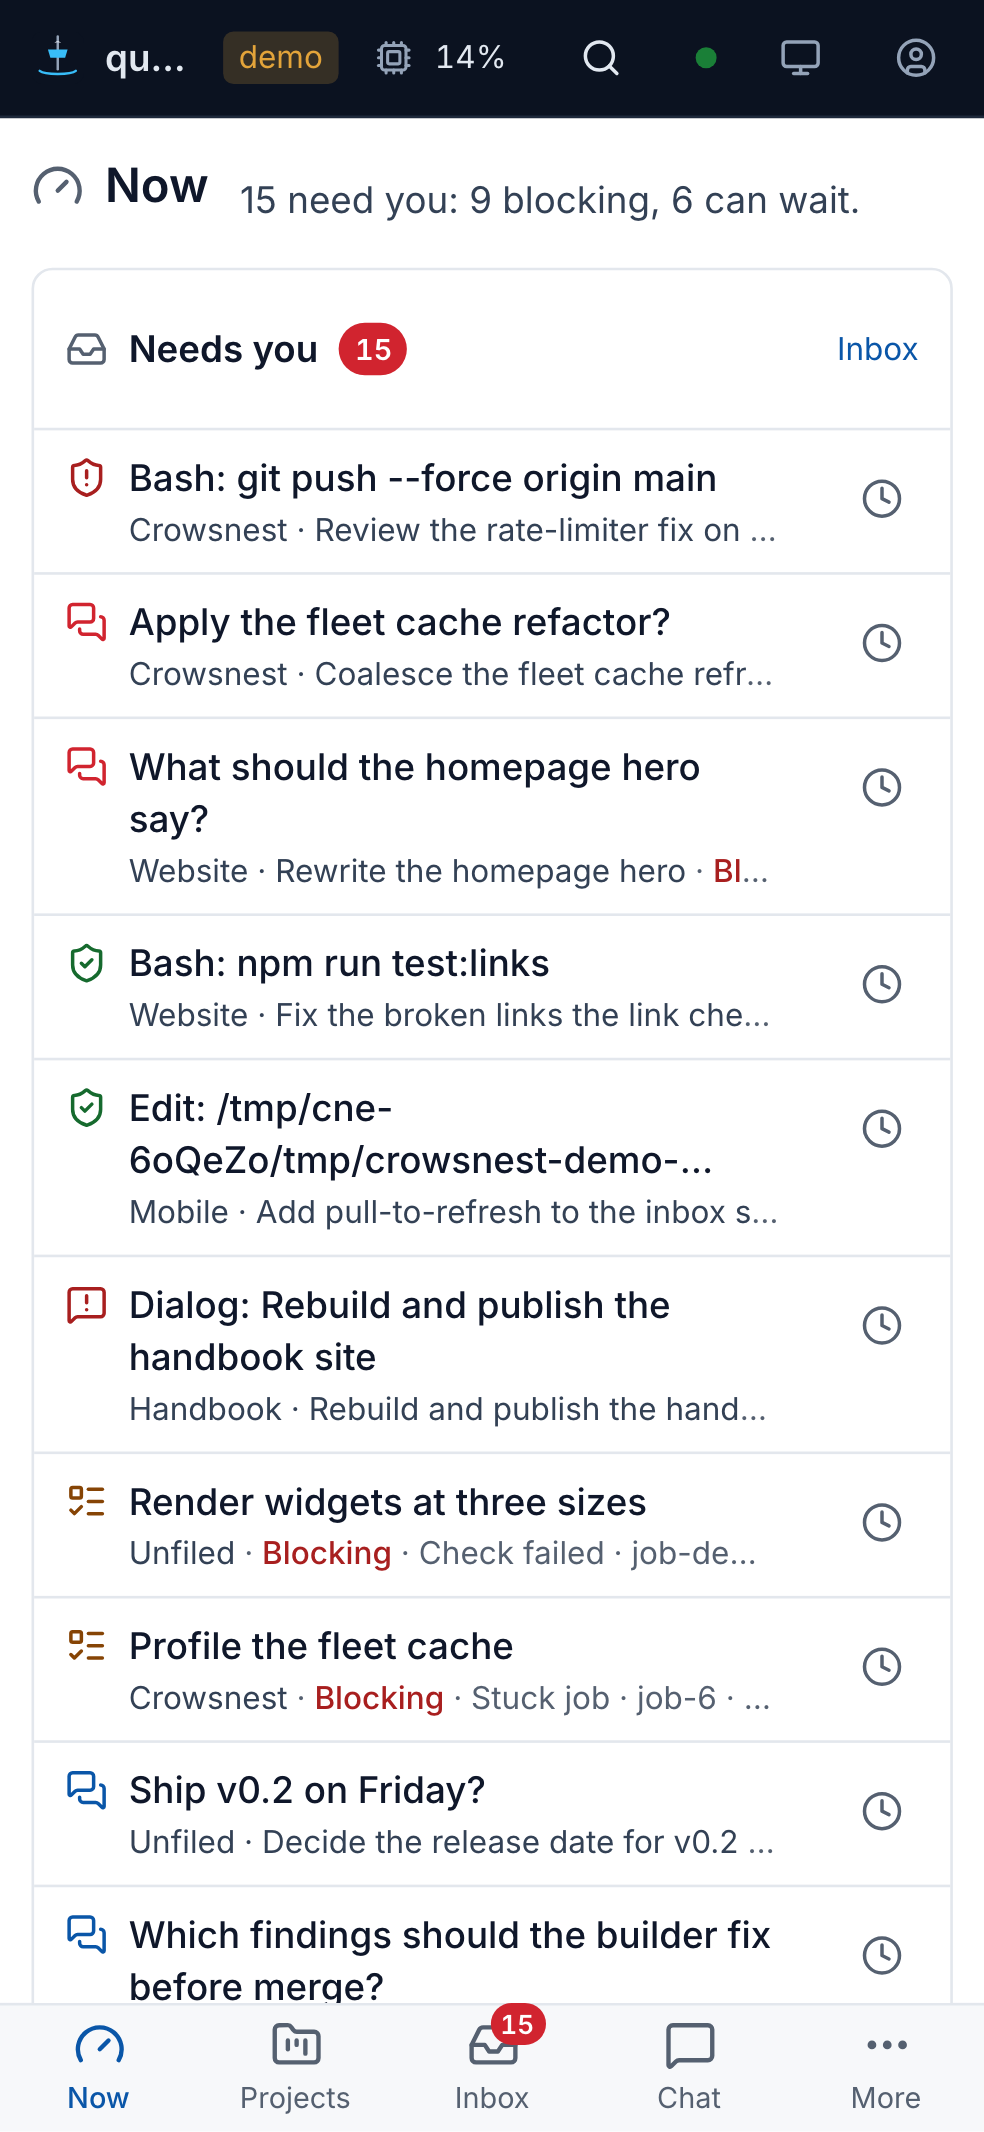 qu...
demo
14%
Now
15 need you: 9 blocking, 6 can wait.
Needs you
15
Inbox
Bash: git push --force origin main
Crowsnest · Review the rate-limiter fix on ...
Apply the fleet cache refactor?
Crowsnest · Coalesce the fleet cache refr...
What should the homepage hero
say?
Website · Rewrite the homepage hero · Bl...
Bash: npm run test:links
Website · Fix the broken links the link che...
Edit: /tmp/cne-
6oQeZo/tmp/crowsnest-demo-...
Mobile · Add pull-to-refresh to the inbox s...
Dialog: Rebuild and publish the
handbook site
Handbook · Rebuild and publish the hand...
Render widgets at three sizes
Unfiled · Blocking · Check failed · job-de...
Profile the fleet cache
Crowsnest · Blocking · Stuck job · job-6 · ...
Ship v0.2 on Friday?
Unfiled · Decide the release date for v0.2 ...
Which findings should the builder fix
before merge?
15
Now
Projects
Inbox
Chat
More